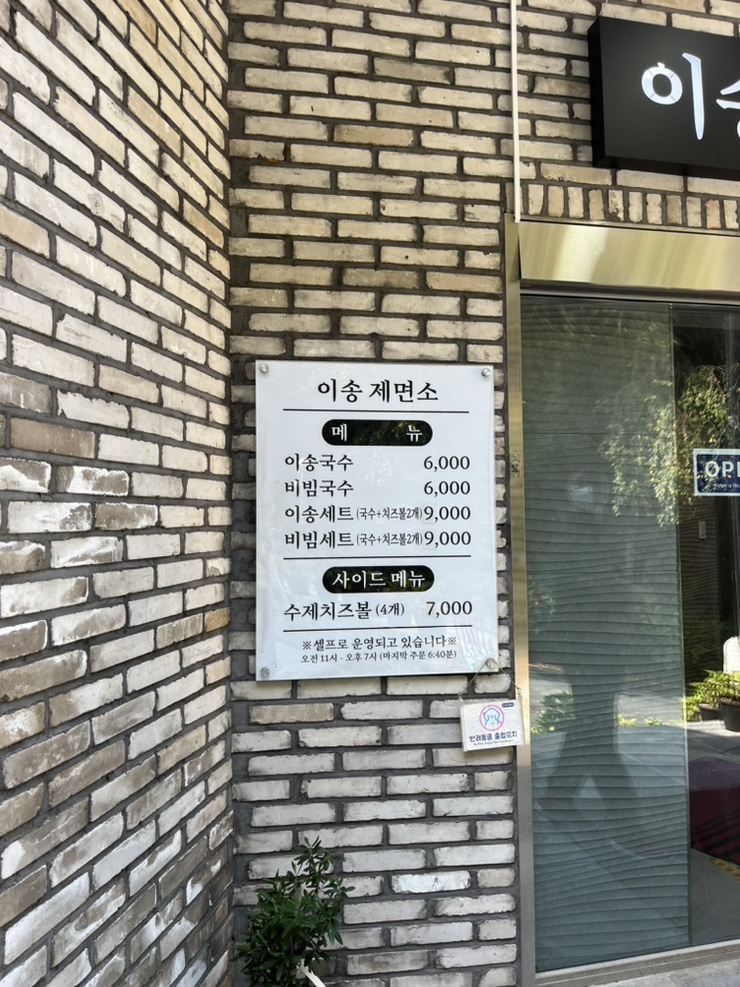 이송
이송 제면소
메 뉴
이송국수 6,000
비빔국수 6,000
이송세트 (국수+치즈볼2개) 9,000
비빔세트 (국수+치즈볼2개) 9,000
사이드 메뉴
수제치즈볼 (4개) 7,000
※셀프로 운영되고 있습니다※
오전 11시 - 오후 7시 (마지막 주문 6:40분)
OPE
반려동물 출입금지